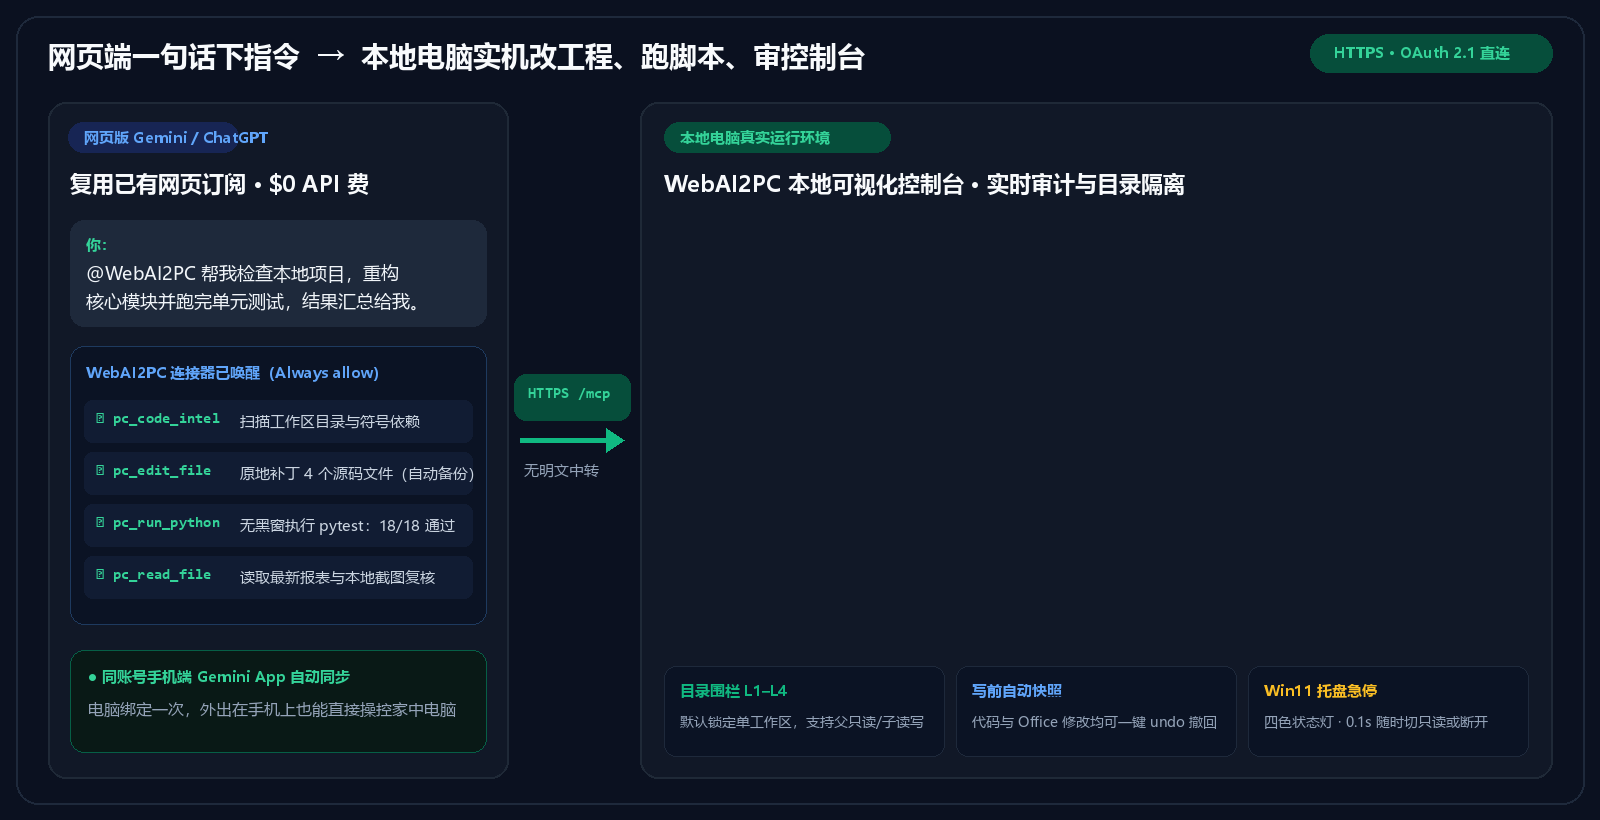 网页端一句话下指令 → 本地电脑实机改工程、跑脚本、审控制台
HTTPS • OAuth 2.1 直连
网页版 Gemini / ChatGPT
复用已有网页订阅 • $0 API 费
你：
@WebAI2PC 帮我检查本地项目，重构
核心模块并跑完单元测试，结果汇总给我。
WebAI2PC 连接器已唤醒（Always allow）
pc_code_intel 扫描工作区目录与符号依赖
pc_edit_file 原地补丁 4 个源码文件（自动备份）
pc_run_python 无黑窗执行 pytest：18/18 通过
pc_read_file 读取最新报表与本地截图复核
● 同账号手机端 Gemini App 自动同步
电脑绑定一次，外出在手机上也能直接操控家中电脑
HTTPS /mcp
无明文中转
本地电脑真实运行环境
WebAI2PC 本地可视化控制台 • 实时审计与目录隔离
目录围栏 L1–L4
默认锁定单工作区，支持父只读/子读写
写前自动快照
代码与 Office 修改均可一键 undo 撤回
Win11 托盘急停
四色状态灯 · 0.1s 随时切只读或断开